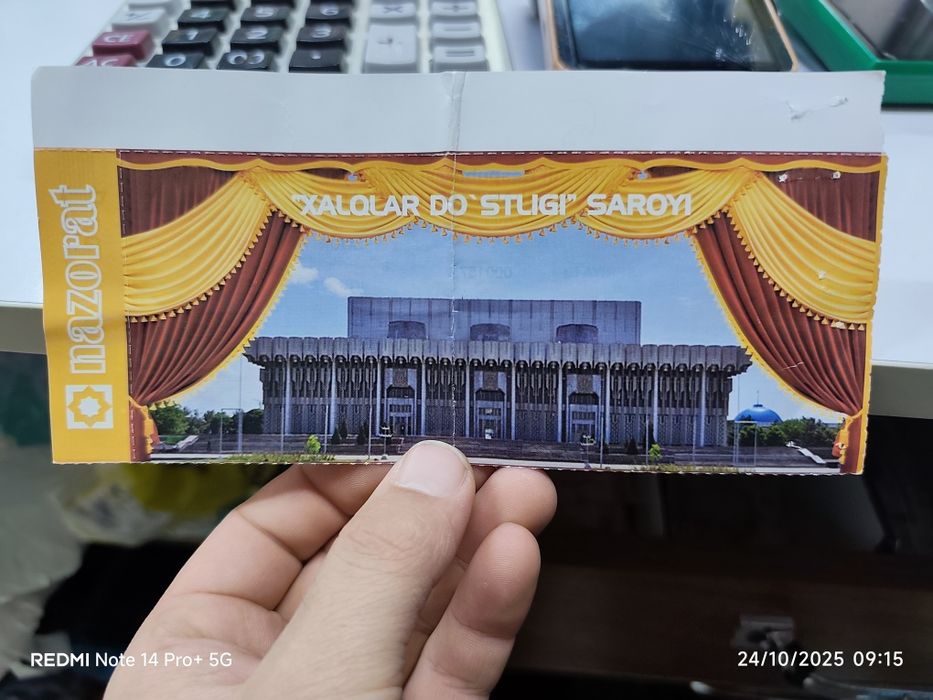 "XALQLAR DO`STLIGI" SAROYI
nazorat
REDMI Note 14 Pro+ 5G
24/10/2025 09:15